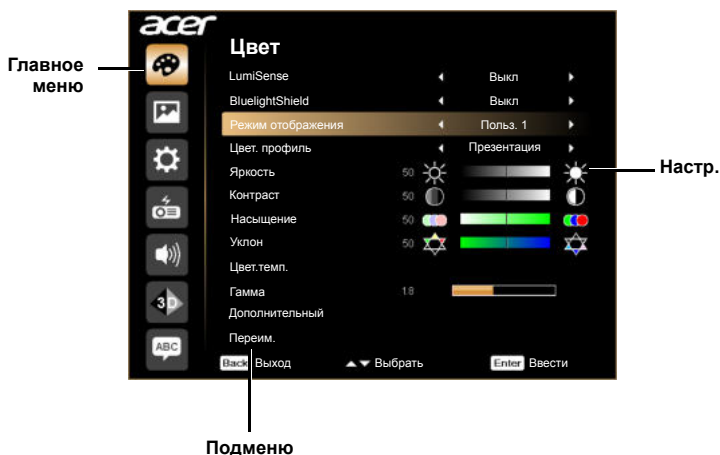 acer
Цвет
Главное
меню
LumiSense Выкл
BluelightShield Выкл
Режим отображения Польз. 1
Цвет. профиль Презентация
Яркость 50
Настр.
Контраст 50
Насыщение 50
Уклон 50
Цвет.темп.
Гамма 1.8
3D
Дополнительный
Переим.
ABC
Back Выход Выбрать Enter Ввести
Подменю